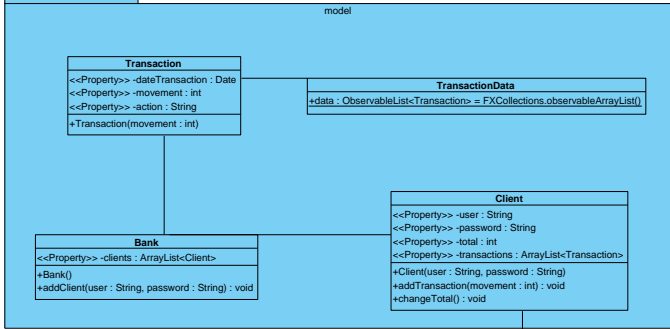 model
Transaction
<<Property>> -dateTransaction : Date
<<Property>> -movement : int
<<Property>> -action : String
+Transaction(movement : int)
TransactionData
+data : ObservableList<Transaction> = FXCollections.observableArrayList()
Client
<<Property>> -user : String
<<Property>> -password : String
<<Property>> -total : int
<<Property>> -transactions : ArrayList<Transaction>
+Client(user : String, password : String)
+addTransaction(movement : int) : void
+changeTotal() : void
Bank
<<Property>> -clients : ArrayList<Client>
+Bank()
+addClient(user : String, password : String) : void